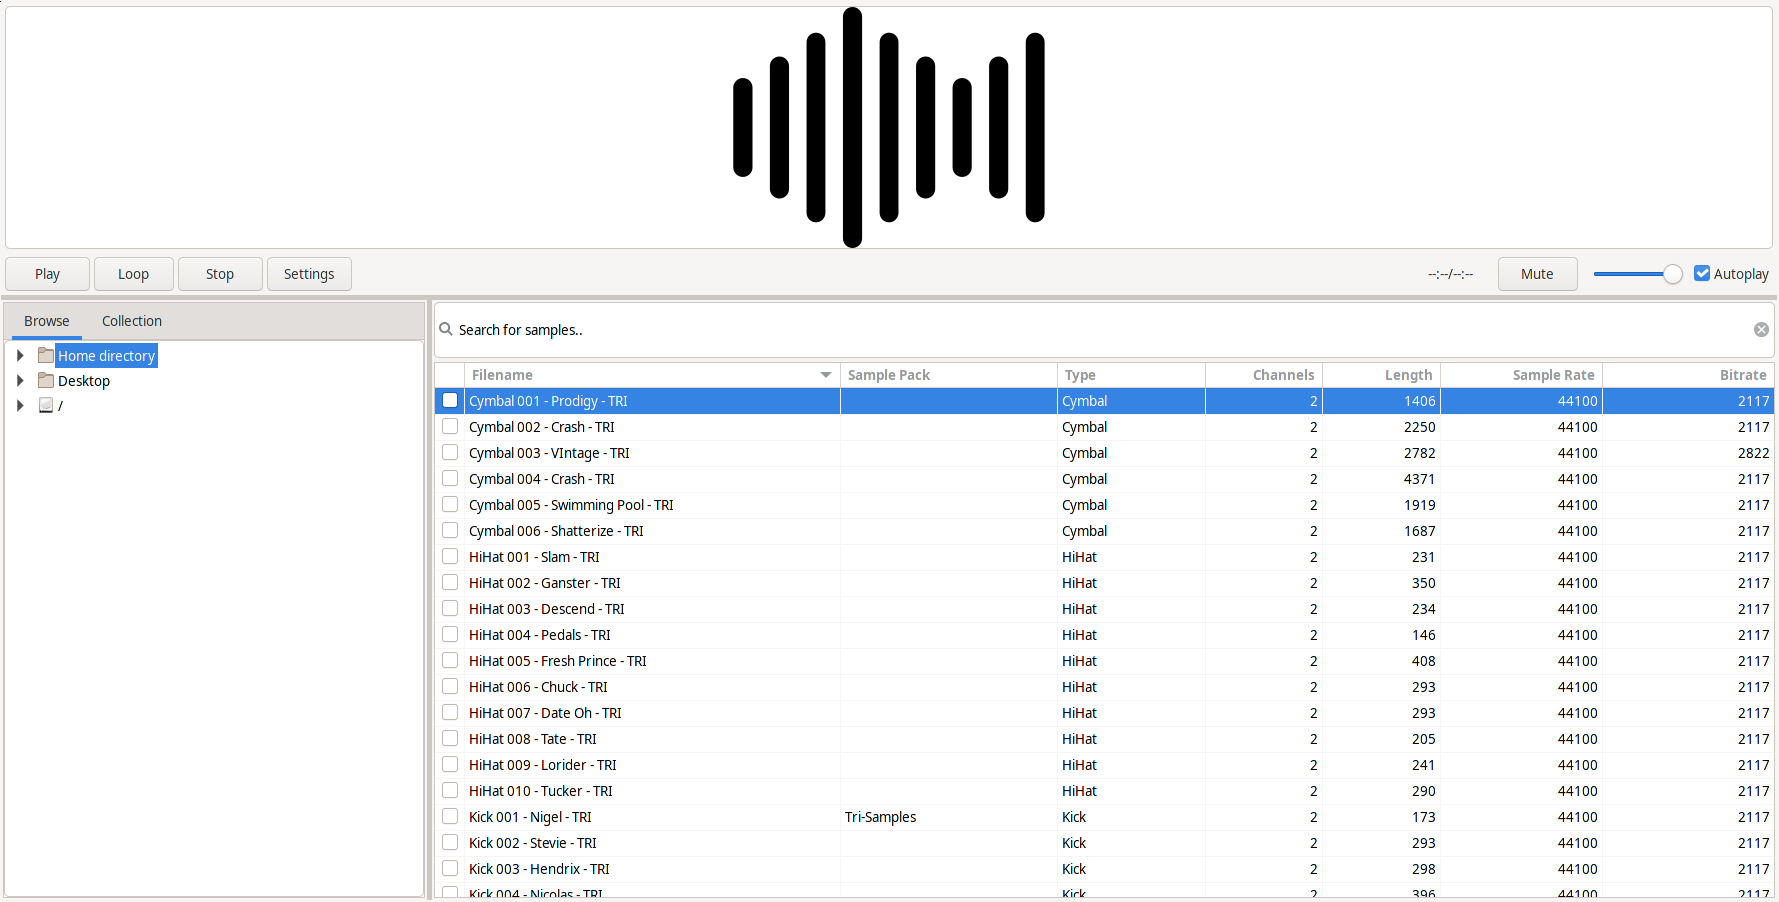 Play Loop Stop Settings --:--/--:-- Mute Autoplay
Browse Collection
Home directory
Desktop
/
Search for samples..
Filename Sample Pack Type Channels Length Sample Rate Bitrate
Cymbal 001 - Prodigy - TRI Cymbal 2 1406 44100 2117
Cymbal 002 - Crash - TRI Cymbal 2 2250 44100 2117
Cymbal 003 - VIntage - TRI Cymbal 2 2782 44100 2822
Cymbal 004 - Crash - TRI Cymbal 2 4371 44100 2117
Cymbal 005 - Swimming Pool - TRI Cymbal 2 1919 44100 2117
Cymbal 006 - Shatterize - TRI Cymbal 2 1687 44100 2117
HiHat 001 - Slam - TRI HiHat 2 231 44100 2117
HiHat 002 - Ganster - TRI HiHat 2 350 44100 2117
HiHat 003 - Descend - TRI HiHat 2 234 44100 2117
HiHat 004 - Pedals - TRI HiHat 2 146 44100 2117
HiHat 005 - Fresh Prince - TRI HiHat 2 408 44100 2117
HiHat 006 - Chuck - TRI HiHat 2 293 44100 2117
HiHat 007 - Date Oh - TRI HiHat 2 293 44100 2117
HiHat 008 - Tate - TRI HiHat 2 205 44100 2117
HiHat 009 - Lorider - TRI HiHat 2 241 44100 2117
HiHat 010 - Tucker - TRI HiHat 2 290 44100 2117
Kick 001 - Nigel - TRI Tri-Samples Kick 2 173 44100 2117
Kick 002 - Stevie - TRI Kick 2 293 44100 2117
Kick 003 - Hendrix - TRI Kick 2 298 44100 2117
Kick 004 - Nicolas - TRI Kick 2 396 44100 2117